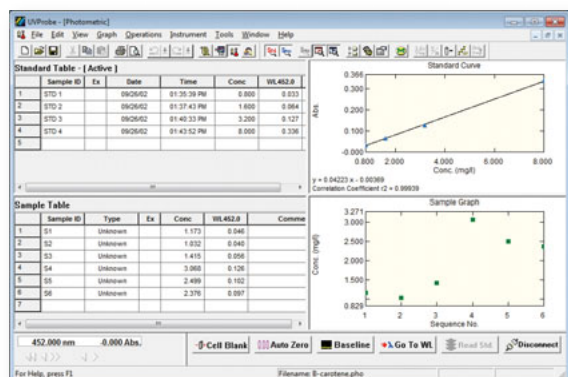 UVProbe - [Photometric]
File Edit View Graph Operations Instrument Tools Window Help
Standard Table - ( Active )
Sample ID Ex Date Time Conc WL452.0
1 STD 1 09/26/02 01:35:39 PM 0.800 0.033
2 STD 2 09/26/02 01:37:43 PM 1.600 0.064
3 STD 3 09/26/02 01:40:33 PM 3.200 0.127
4 STD 4 09/26/02 01:43:52 PM 8.000 0.336
5
Standard Curve
Abs.
0.366
0.300
0.200
0.100
-0.000
0.800 2.000 4.000 6.000 8.000
Conc. (mg/l)
y = 0.04223 x - 0.00369
Correlation Coefficient r2 = 0.99939
Sample Table
Sample ID Type Ex Conc WL452.0 Comme
1 S1 Unknown 1.173 0.046
2 S2 Unknown 1.032 0.040
3 S3 Unknown 1.415 0.056
4 S4 Unknown 3.068 0.126
5 S5 Unknown 2.499 0.102
6 S6 Unknown 2.376 0.097
7
Sample Graph
Conc. (mg/l)
3.271
3.000
2.500
2.000
1.500
0.829
1 2 3 4 5 6
Sequence No.
452.000 nm -0.000 Abs.
Cell Blank Auto Zero Baseline Go To WL Read Std. Disconnect
For Help, press F1 Filename: B-carotene.pho